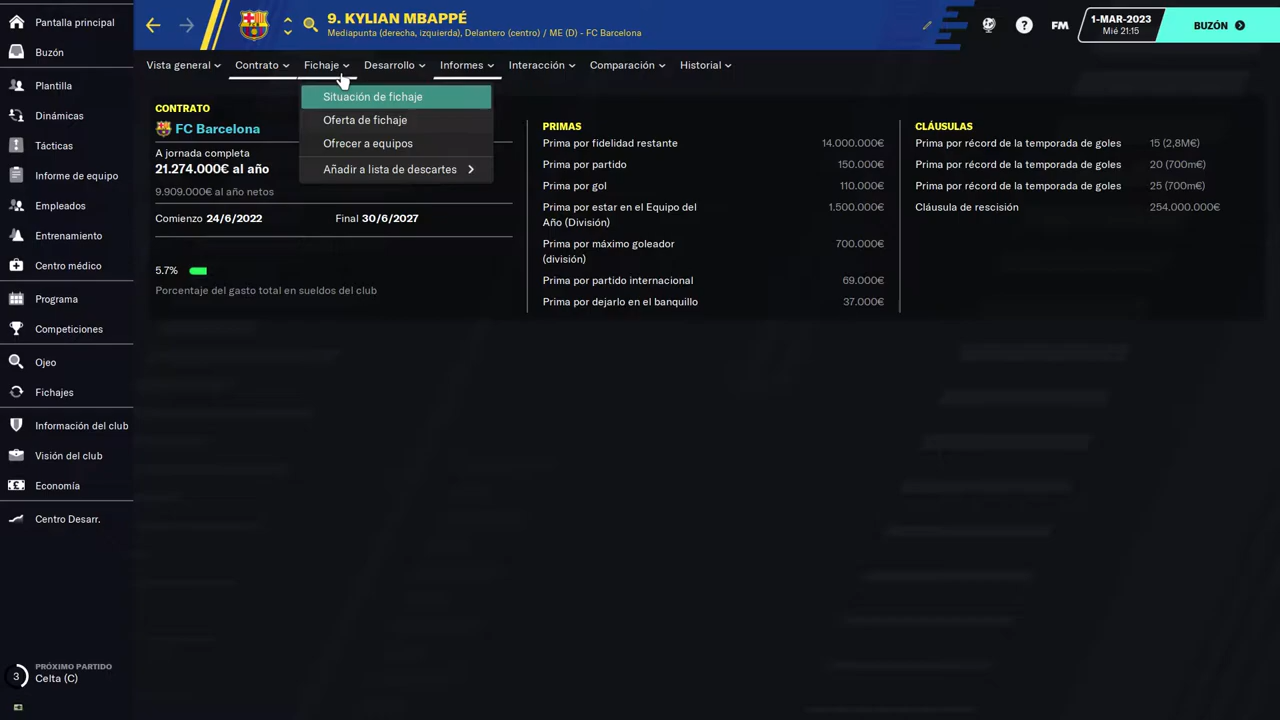 Pantalla principal
Buzón
Plantilla
Dinámicas
Tácticas
Informe de equipo
Empleados
Entrenamiento
Centro médico
Programa
Competiciones
Ojeo
Fichajes
Información del club
Visión del club
Economía
Centro Desarr.
3
PRÓXIMO PARTIDO
Celta (C)
9. KYLIAN MBAPPÉ
Mediapunta (derecha, izquierda), Delantero (centro) / ME (D) - FC Barcelona
FM
1-MAR-2023
Mié 21:15
BUZÓN
Vista general
Contrato
Fichaje
Desarrollo
Informes
Interacción
Comparación
Historial
Situación de fichaje
Oferta de fichaje
Ofrecer a equipos
Añadir a lista de descartes
CONTRATO
FC Barcelona
A jornada completa
21.274.000€ al año
9.909.000€ al año netos
Comienzo 24/6/2022 Final 30/6/2027
5.7%
Porcentaje del gasto total en sueldos del club
PRIMAS
Prima por fidelidad restante 14.000.000€
Prima por partido 150.000€
Prima por gol 110.000€
Prima por estar en el Equipo del 1,500.000€
Año (División)
Prima por máximo goleador 700.000€
(división)
Prima por partido internacional 69.000€
Prima por dejarlo en el banquillo 37.000€
CLÁUSULAS
Prima por récord de la temporada de goles 15 (2,8M€)
Prima por récord de la temporada de goles 20 (700m€)
Prima por récord de la temporada de goles 25 (700m€)
Cláusula de rescisión 254.000.000€